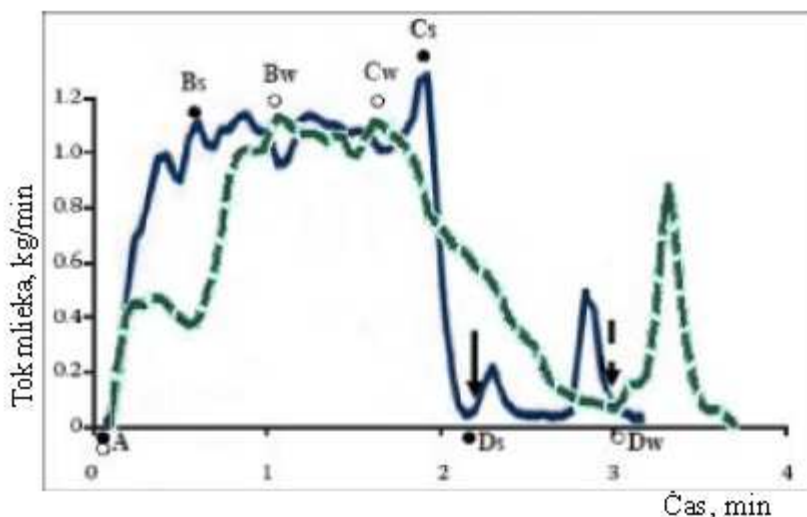 Cs
Bs
Bw
Cw
1.2
1.0
0.8
0.6
0.4
0.2
0
Tok mlieka, kg/min
A
Ds
Dw
0
1
2
3
4
Čas, min